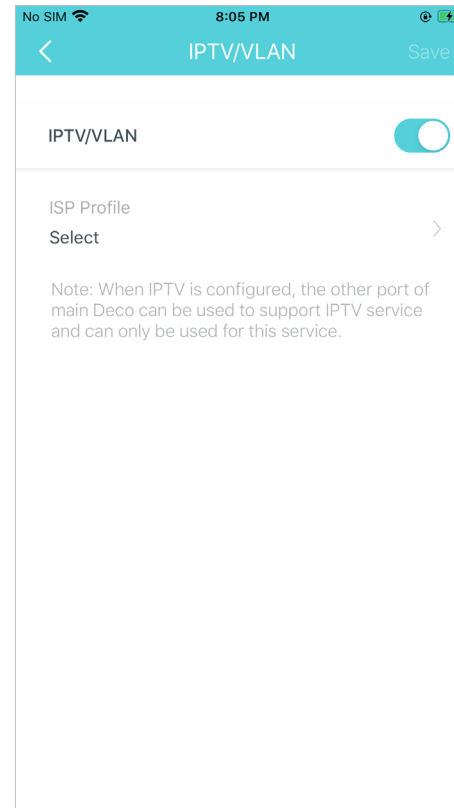 No SIM 8:05 PM
IPTV/VLAN Save
IPTV/VLAN
ISP Profile
Select
Note: When IPTV is configured, the other port of
main Deco can be used to support IPTV service
and can only be used for this service.